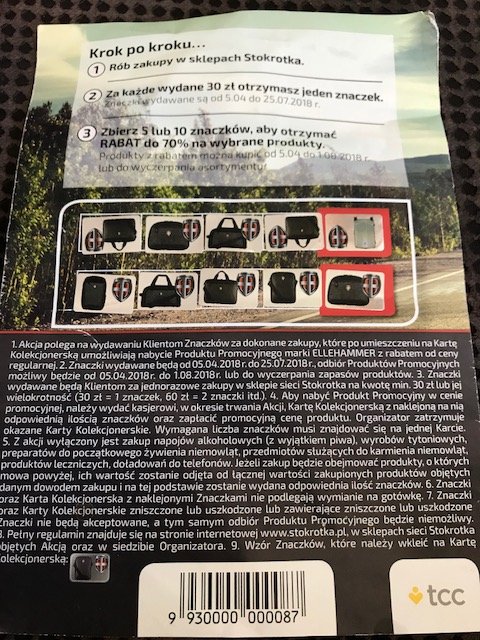 Krok po kroku...
1 Rób zakupy w sklepach Stokrotka.
2 Za każde wydane 30 zł otrzymasz jeden znaczek.
Znaczki wydawane są od 5.04 do 25.07.2018 r.
3 Zbierz 5 lub 10 znaczków, aby otrzymać
RABAT do 70% na wybrane produkty.
Produkty z rabatem można kupić od 5.04 do 1.08.2018 r.
lub do wyczerpania asortymentu.
1. Akcja polega na wydawaniu Klientom Znaczków za dokonane zakupy, które po umieszczeniu na Kartę
Kolekcjonerską umożliwiają nabycie Produktu Promocyjnego marki ELLEHAMMER z rabatem od ceny
regularnej. 2. Znaczki wydawane będą od 05.04.2018 r. do 25.07.2018 r., odbiór Produktów Promocyjnych
możliwy będzie od 05.04.2018 r. do 1.08.2018 r. lub do wyczerpania zapasów produktów. 3. Znaczki
wydawane będą Klientom za jednorazowe zakupy w sklepie sieci Stokrotka na kwotę min. 30 zł lub jej
wielokrotność (30 zł = 1 znaczek, 60 zł = 2 znaczki itd.). 4. Aby nabyć Produkt Promocyjny w cenie
promocyjnej, należy wydać kasjerowi, w okresie trwania Akcji, Kartę Kolekcjonerską z naklejoną na nią
odpowiednią ilością znaczków oraz zapłacić promocyjną cenę produktu. Organizator zatrzymuje
okazane Karty Kolekcjonerskie. Wymagana liczba znaczków musi znajdować się na jednej Karcie.
5. Z akcji wyłączony jest zakup napojów alkoholowych (z wyjątkiem piwa), wyrobów tytoniowych,
preparatów do początkowego żywienia niemowląt, przedmiotów służących do karmienia niemowląt,
produktów leczniczych, doładowań do telefonów. Jeżeli zakup będzie obejmować produkty, o których
mowa powyżej, ich wartość zostanie odjęta od łącznej wartości zakupionych produktów objętych
danym dowodem zakupu i na tej podstawie zostanie wydana odpowiednia ilość znaczków. 6. Znaczki
oraz Karta Kolekcjonerska z naklejonymi Znaczkami nie podlegają wymianie na gotówkę. 7. Znaczki
oraz Karty Kolekcjonerskie zniszczone lub uszkodzone lub zawierające zniszczone lub uszkodzone
Znaczki nie będą akceptowane, a tym samym odbiór Produktu Promocyjnego będzie niemożliwy.
8. Pełny regulamin znajduje się na stronie internetowej www.stokrotka.pl, w sklepach sieci Stokrotka
objętych Akcją oraz w siedzibie Organizatora. 9. Wzór Znaczków, które należy wkleić na Kartę
Kolekcjonerską:
9 930000 000087
tcc